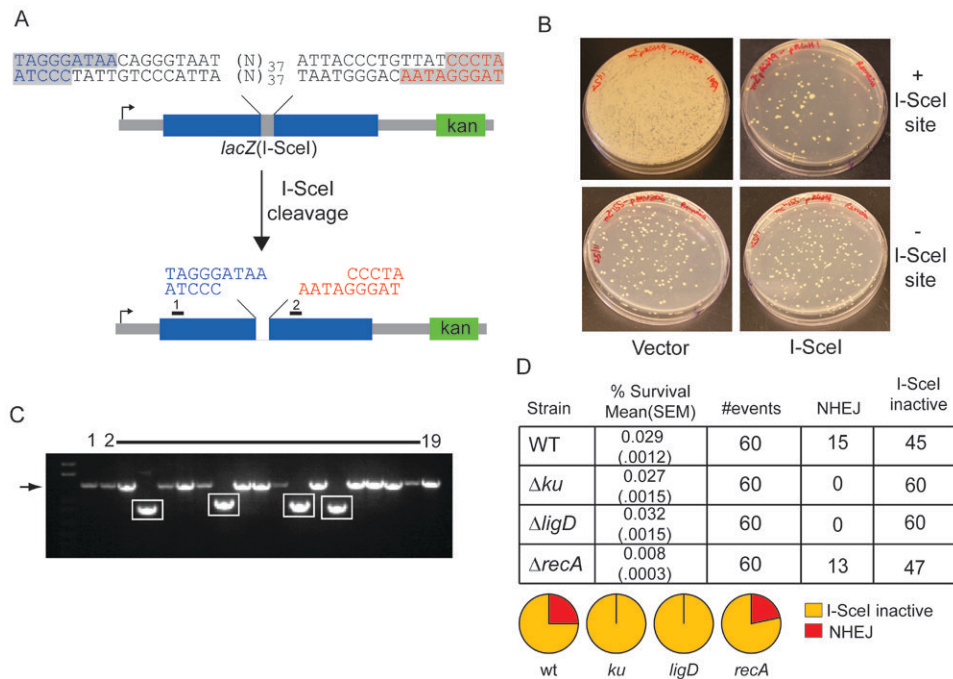 A
TAGGGATAACAGGGTAAT (N)37 ATTACCCTGTTATCCCTA
ATCCCTATTGTCCCATTA 37 TAATGGGACAATAGGGAT
kan
lacZ(I-SceI)
I-SceI
cleavage
TAGGGATAA CCCTA
ATCCC AATAGGGAT
1 2
kan
B
+
I-SceI
site
-
I-SceI
site
Vector I-SceI
C
1 2 19
D
Strain % Survival Mean(SEM) #events NHEJ I-SceI inactive
WT 0.029 (.0012) 60 15 45
Δku 0.027 (.0015) 60 0 60
ΔligD 0.032 (.0015) 60 0 60
ΔrecA 0.008 (.0003) 60 13 47
I-SceI inactive
NHEJ
wt ku ligD recA